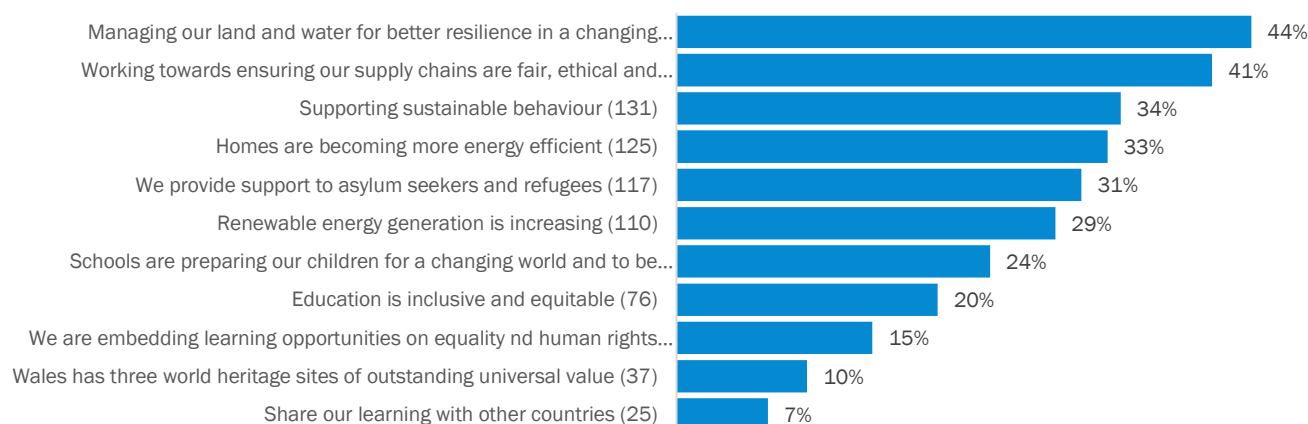 Managing our land and water for better resilience in a changing... 44%
Working towards ensuring our supply chains are fair, ethical and... 41%
Supporting sustainable behaviour (131) 34%
Homes are becoming more energy efficient (125) 33%
We provide support to asylum seekers and refugees (117) 31%
Renewable energy generation is increasing (110) 29%
Schools are preparing our children for a changing world and to be... 24%
Education is inclusive and equitable (76) 20%
We are embedding learning opportunities on equality nd human rights... 15%
Wales has three world heritage sites of outstanding universal value (37) 10%
Share our learning with other countries (25) 7%